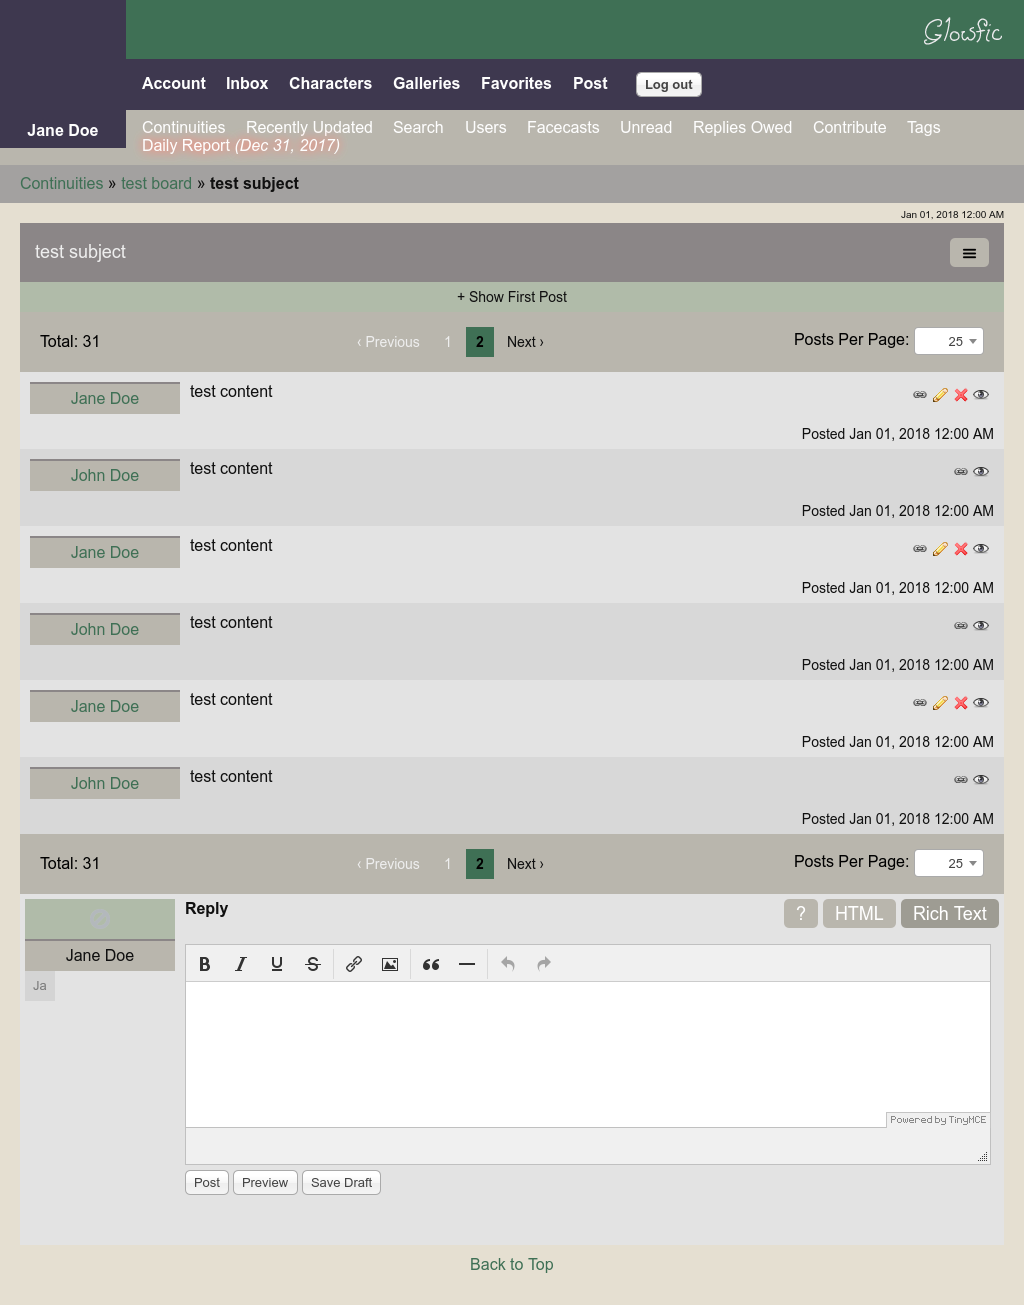 Glowfic
Account Inbox Characters Galleries Favorites Post Log out
Jane Doe
Continuities Recently Updated Search Users Facecasts Unread Replies Owed Contribute Tags
Daily Report (Dec 31, 2017)
Continuities » test board » test subject
Jan 01, 2018 12:00 AM
test subject
+ Show First Post
Total: 31 ‹ Previous 1 2 Next › Posts Per Page: 25
Jane Doe test content
Posted Jan 01, 2018 12:00 AM
John Doe test content
Posted Jan 01, 2018 12:00 AM
Jane Doe test content
Posted Jan 01, 2018 12:00 AM
John Doe test content
Posted Jan 01, 2018 12:00 AM
Jane Doe test content
Posted Jan 01, 2018 12:00 AM
John Doe test content
Posted Jan 01, 2018 12:00 AM
Total: 31 ‹ Previous 1 2 Next › Posts Per Page: 25
Reply ? HTML Rich Text
Jane Doe
Ja
B I U S
Powered by TinyMCE
Post Preview Save Draft
Back to Top